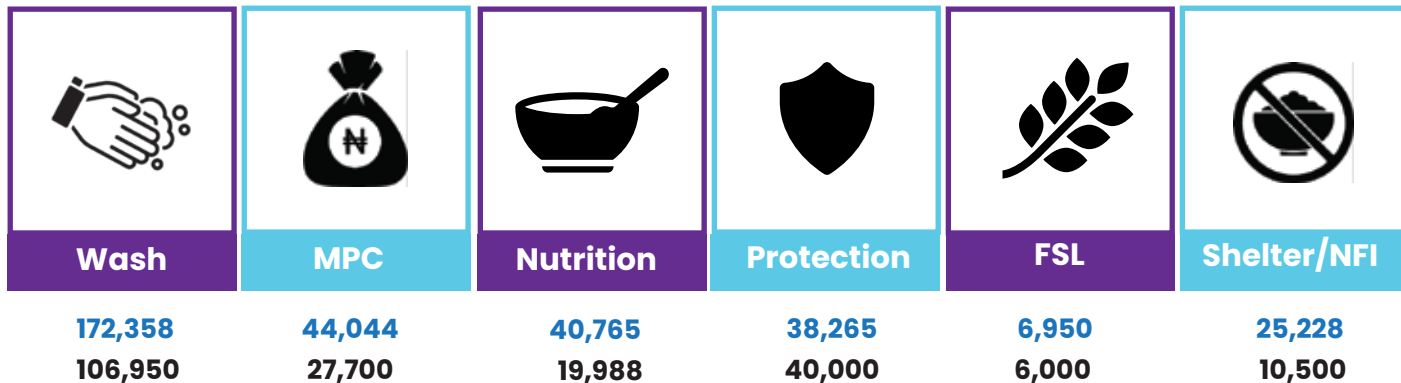 ₦
Wash MPC Nutrition Protection FSL Shelter/NFI
172,358 44,044 40,765 38,265 6,950 25,228
106,950 27,700 19,988 40,000 6,000 10,500